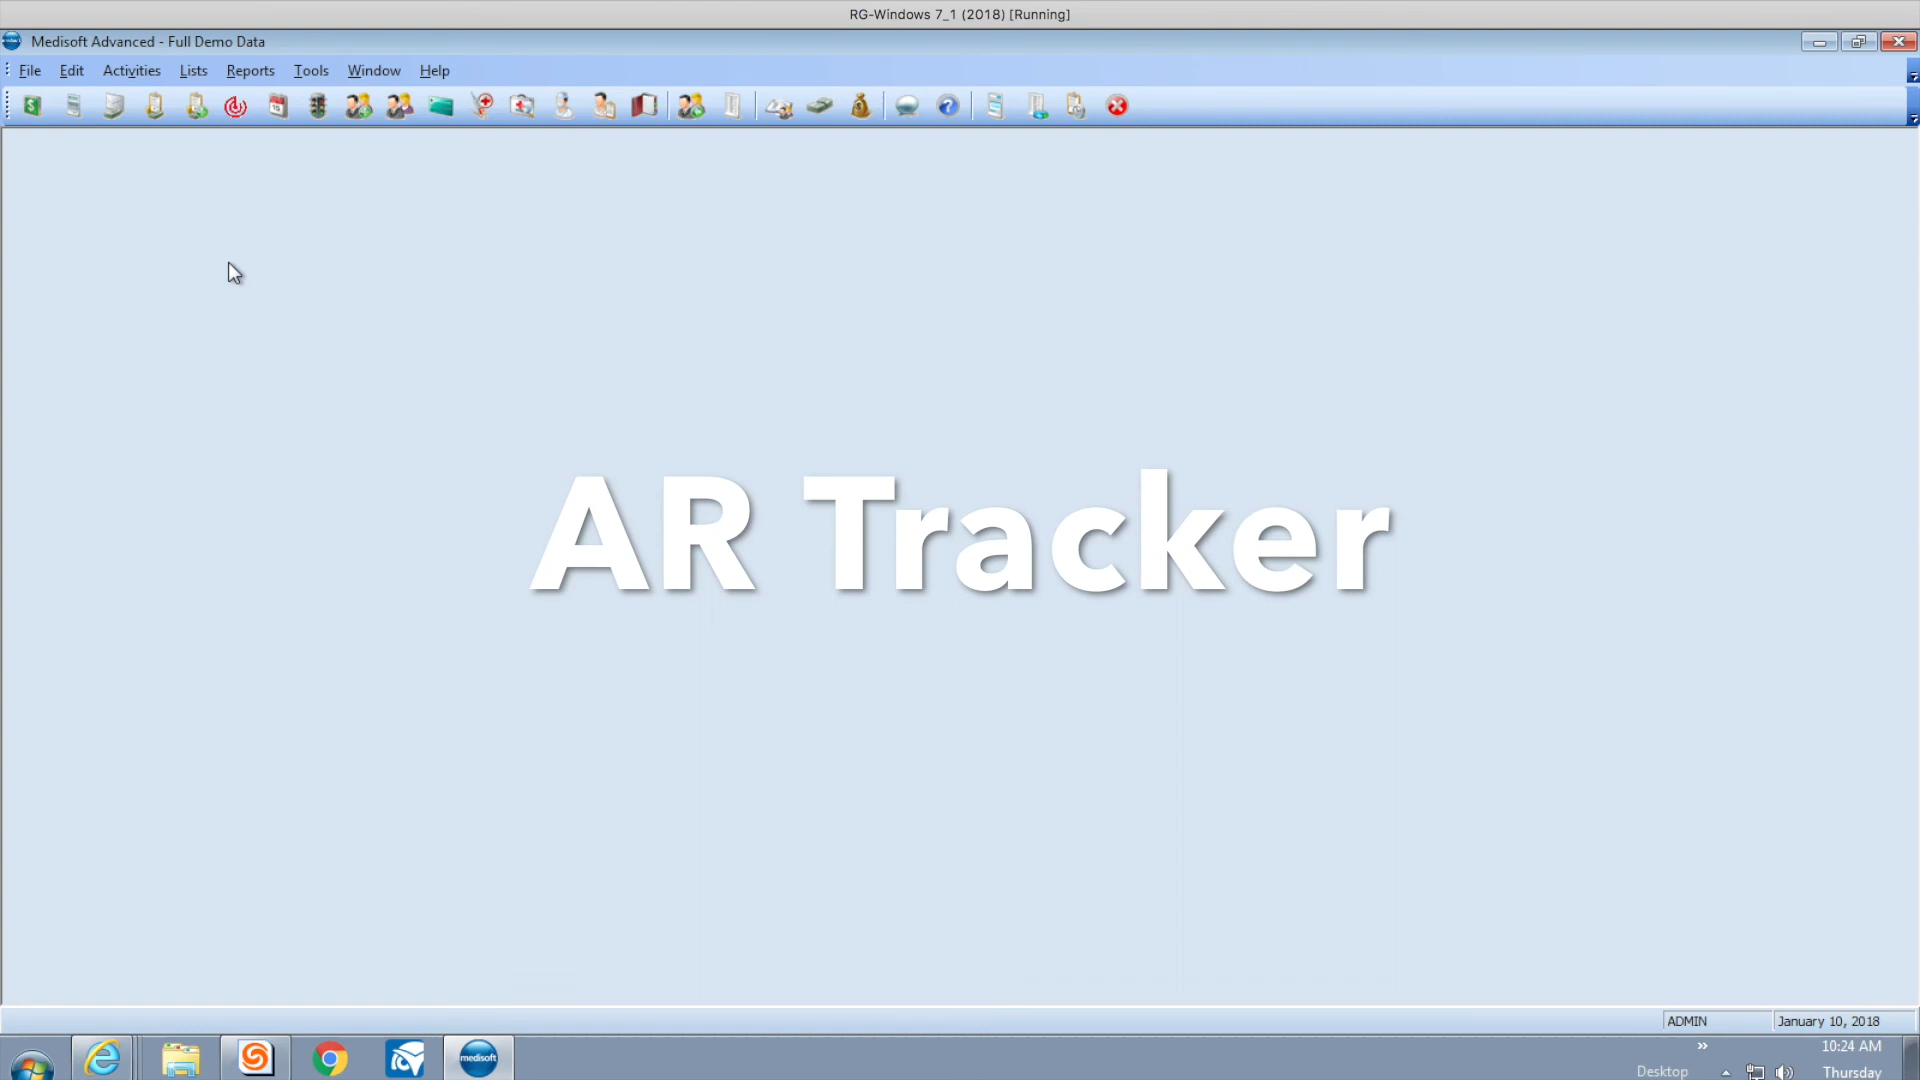 RG-Windows 7_1 (2018) [Running]
Medisoft Advanced - Full Demo Data
File Edit Activities Lists Reports Tools Window Help
15
AR Tracker
ADMIN January 10, 2018
medisoft
10:24 AM
Desktop Thursday